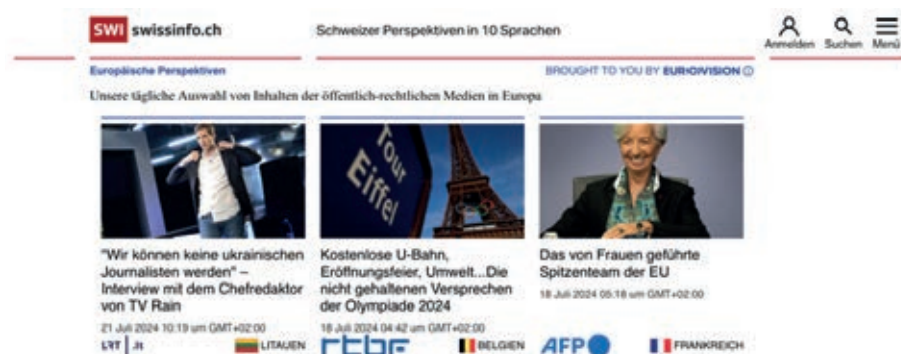 SWI swissinfo.ch
Schweizer Perspektiven in 10 Sprachen
Anmelden Suchen Menü
Europäische Perspektiven
BROUGHT TO YOU BY EUROVISION
Unsere tägliche Auswahl von Inhalten der öffentlich-rechtlichen Medien in Europa
Tour
Eiffel
"Wir können keine ukrainischen
Journalisten werden" –
Interview mit dem Chefredaktor
von TV Rain
21 Juli 2024 10:19 um GMT+02:00
LRT .lt LITAUEN
Kostenlose U-Bahn,
Eröffnungsfeier, Umwelt...Die
nicht gehaltenen Versprechen
der Olympiade 2024
18 Juli 2024 04:42 um GMT+02:00
rtbf BELGIEN
Das von Frauen geführte
Spitzenteam der EU
18 Juli 2024 05:18 um GMT+02:00
AFP FRANKREICH